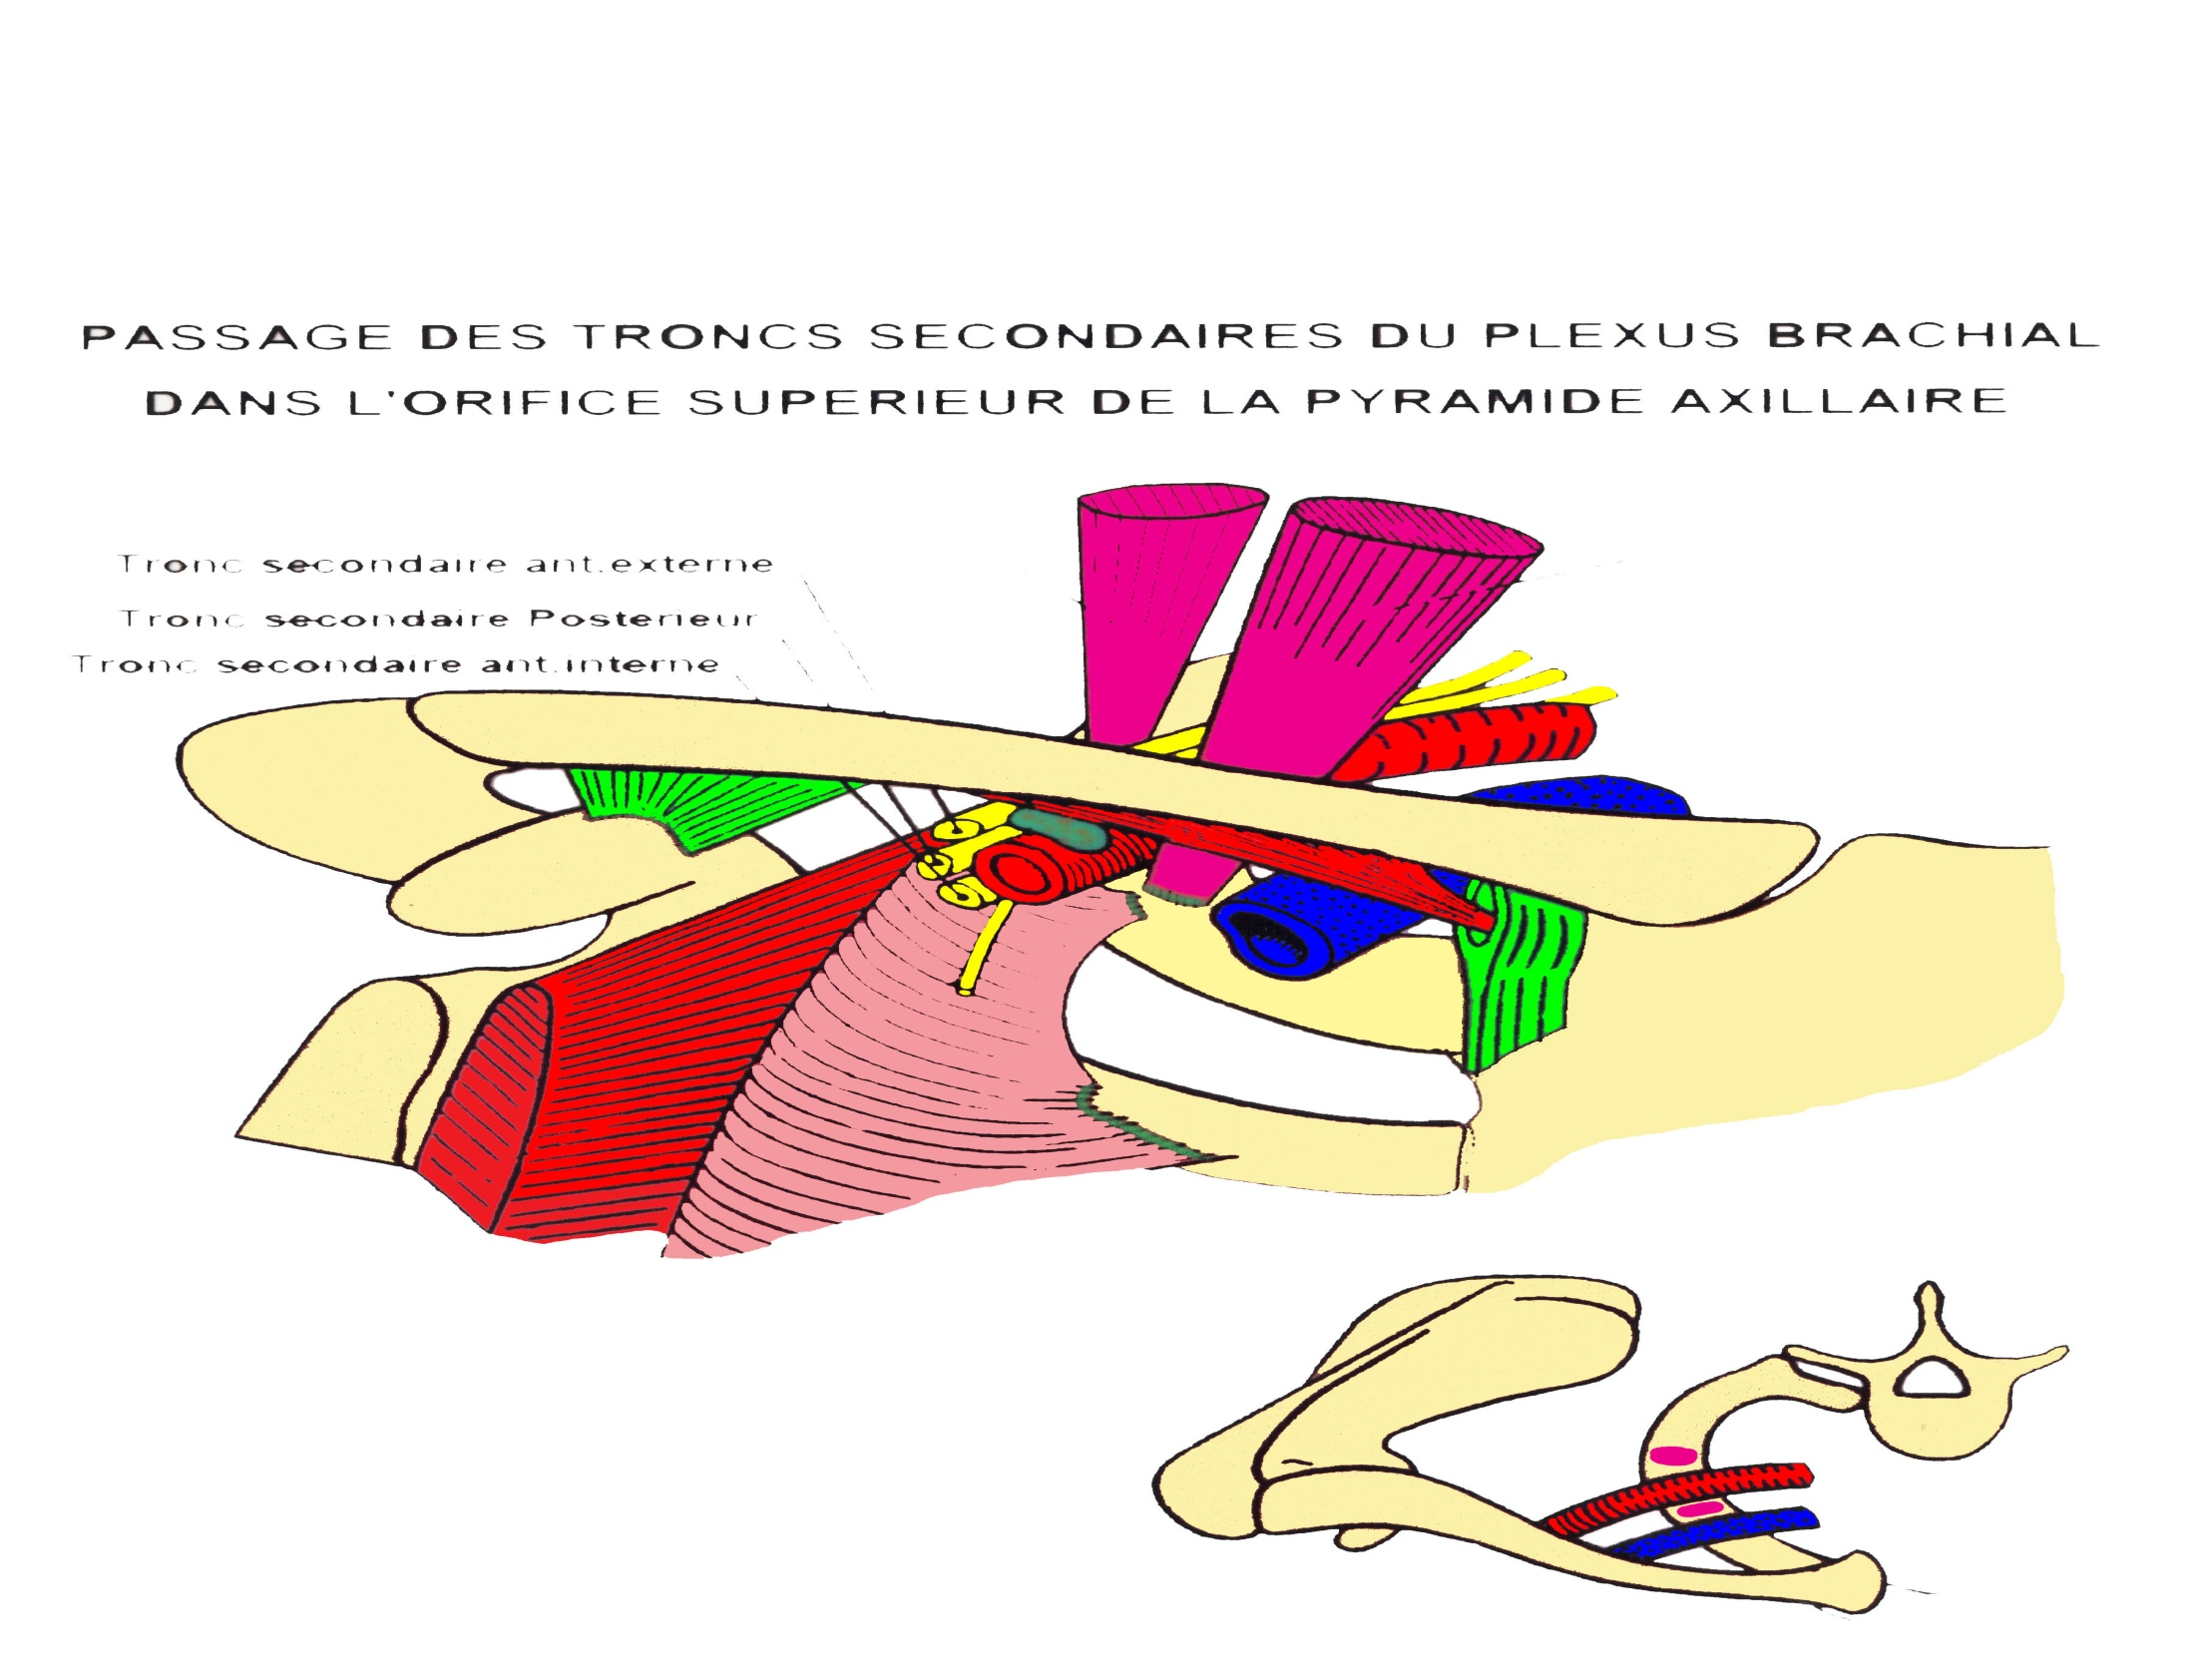 PASSAGE DES TRONCS SECONDAIRES DU PLEXUS BRACHIAL
DANS L'ORIFICE SUPERIEUR DE LA PYRAMIDE AXILLAIRE
Tronc secondaire ant.externe
Tronc secondaire Posterieur
Tronc secondaire ant.interne